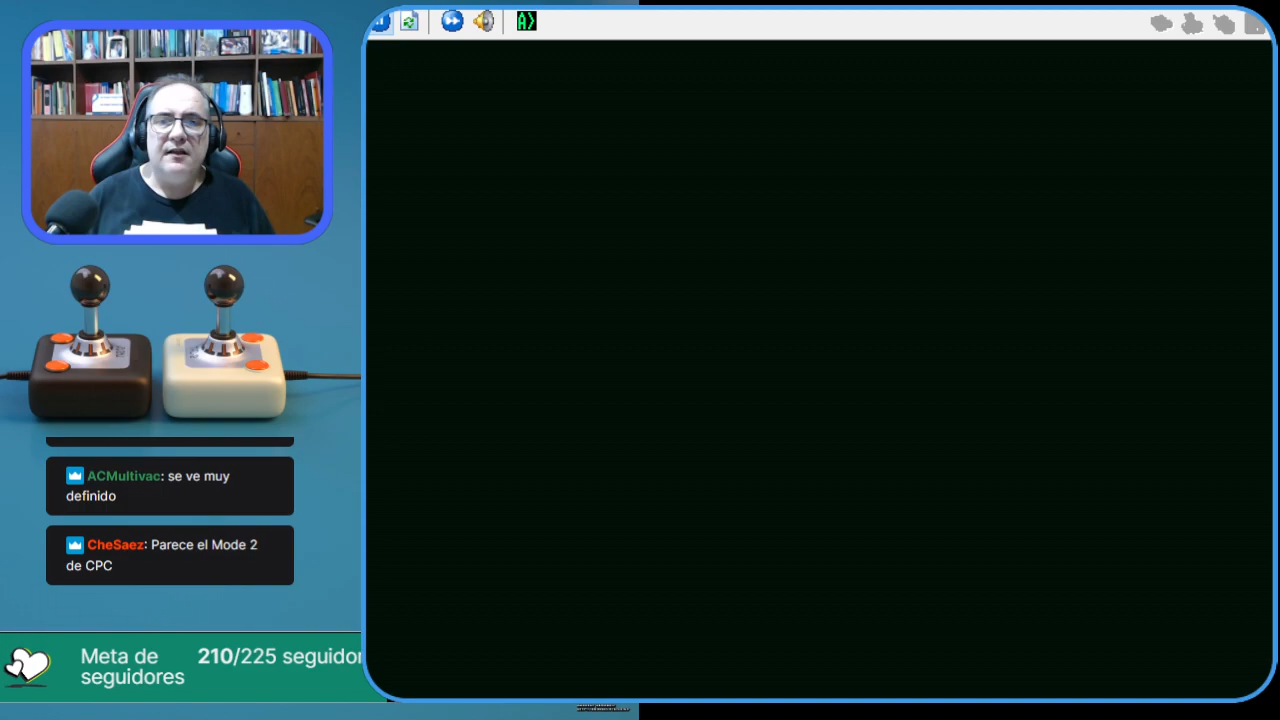 A>
ACMultivac: se ve muy
definido
CheSaez: Parece el Mode 2
de CPC
Meta de
seguidores
210/225 seguidor